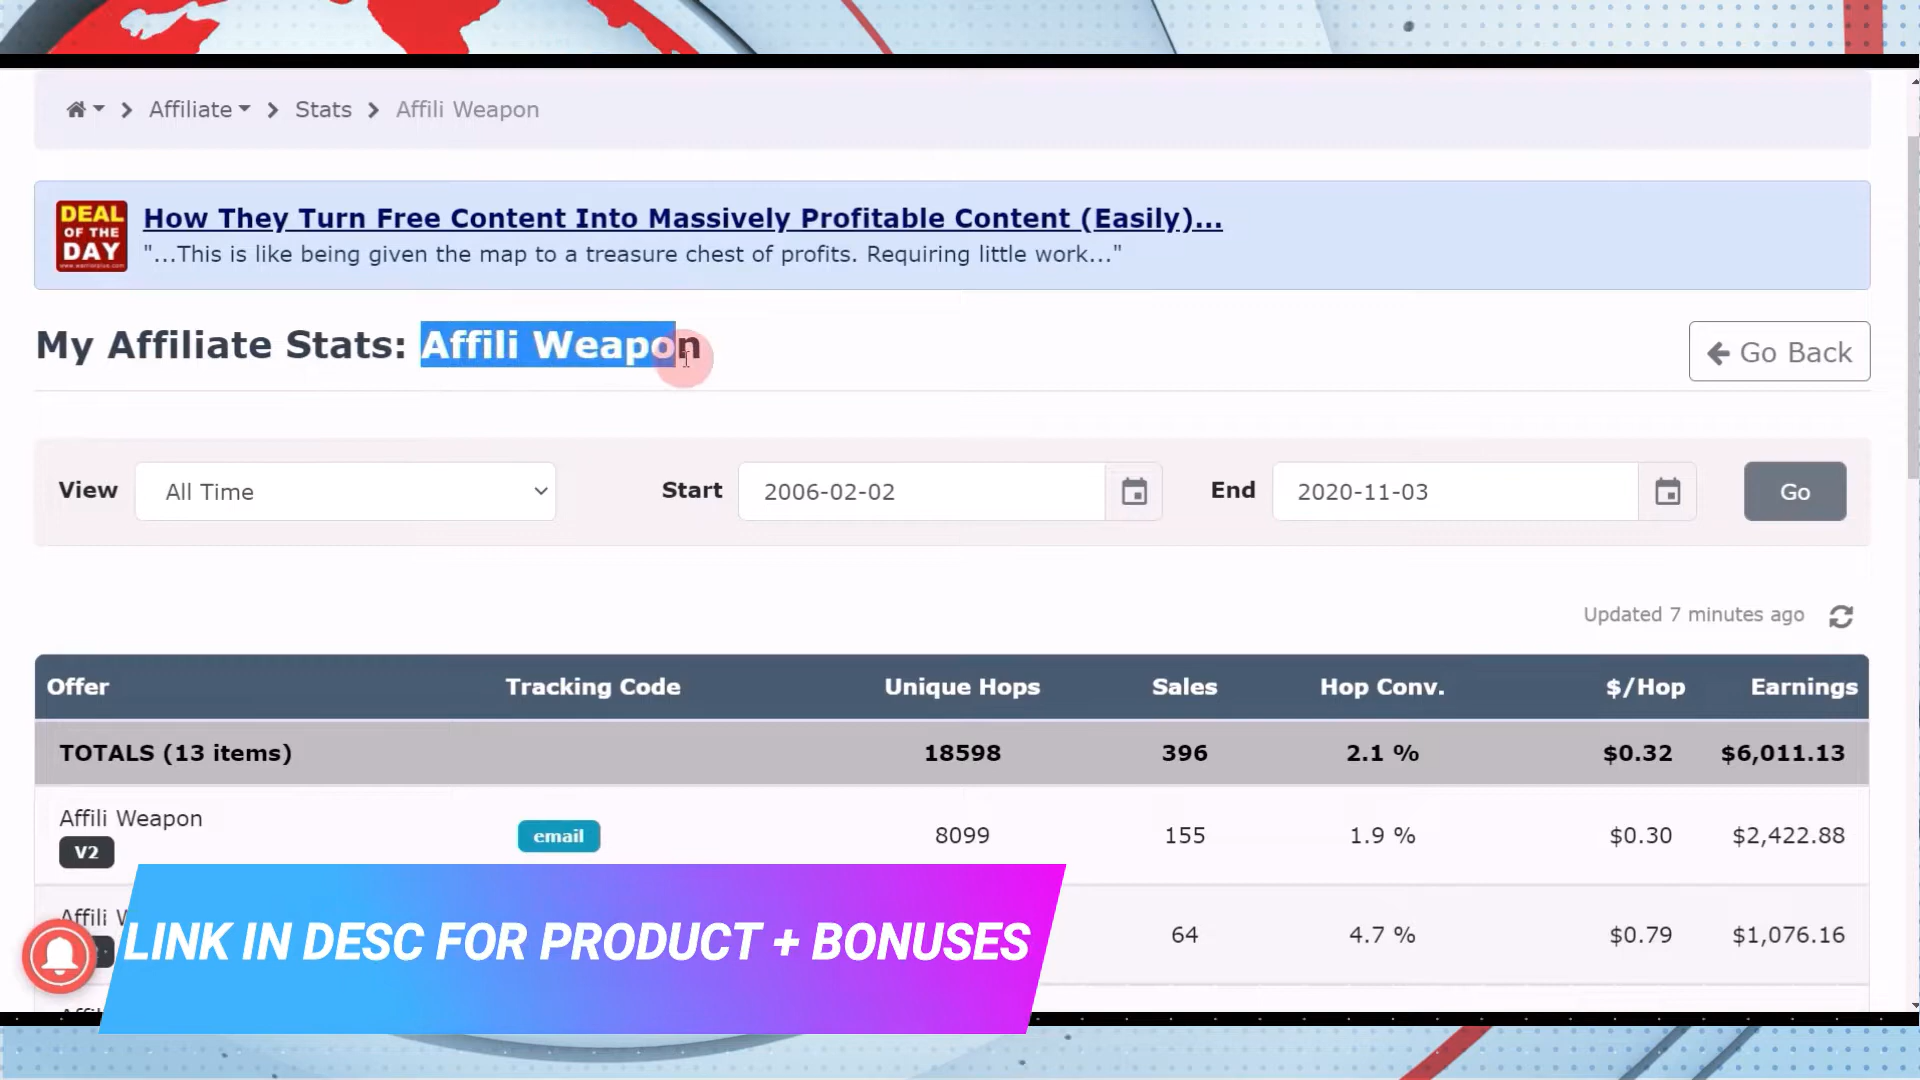 Affiliate Stats Affili Weapon
DEAL
OF THE
DAY
www.warriorplus.com
How They Turn Free Content Into Massively Profitable Content (Easily)...
"...This is like being given the map to a treasure chest of profits. Requiring little work..."
My Affiliate Stats: Affili Weapon
Go Back
View All Time Start 2006-02-02 End 2020-11-03 Go
Updated 7 minutes ago
Offer Tracking Code Unique Hops Sales Hop Conv. $/Hop Earnings
TOTALS (13 items) 18598 396 2.1 % $0.32 $6,011.13
Affili Weapon
V2 email 8099 155 1.9 % $0.30 $2,422.88
Affili
64 4.7 % $0.79 $1,076.16
LINK IN DESC FOR PRODUCT + BONUSES